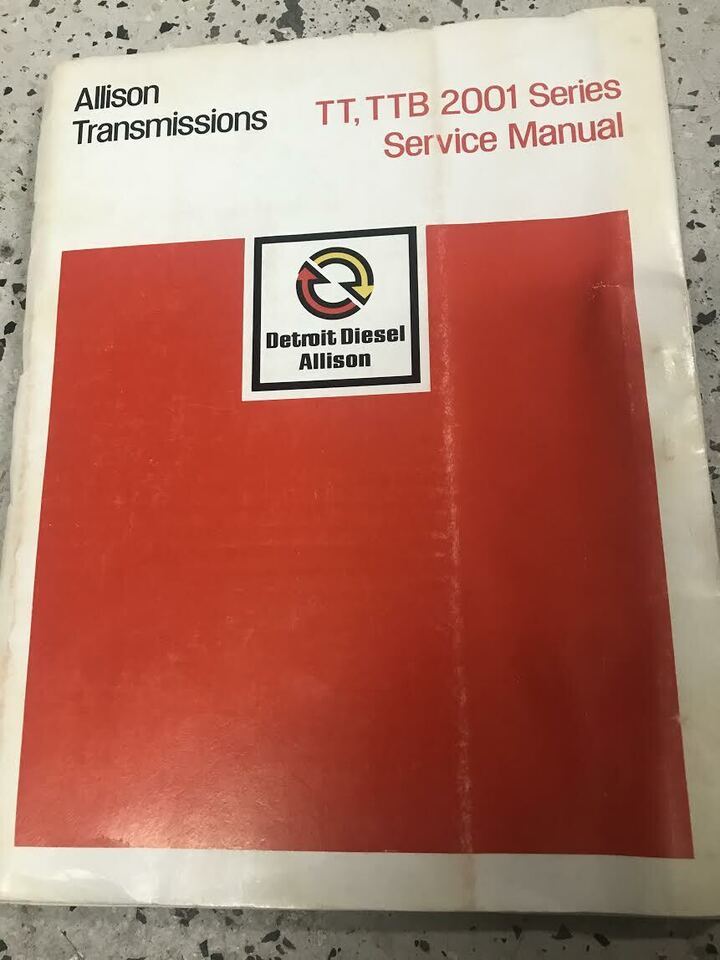 Allison
Transmissions
TT, TTB 2001 Series
Service Manual
Detroit Diesel
Allison